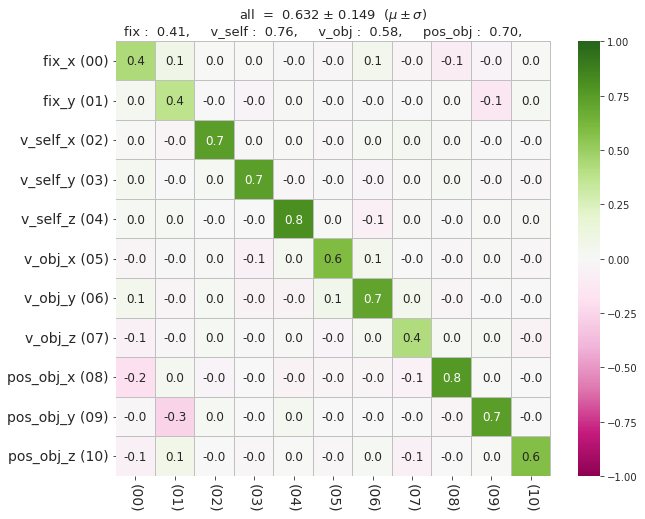 all = 0.632 ± 0.149 (μ ± σ)
fix : 0.41, v_self : 0.76, v_obj : 0.58, pos_obj : 0.70,
fix_x (00) 0.4 0.1 0.0 0.0 -0.0 -0.0 0.1 -0.0 -0.1 -0.0 0.0
fix_y (01) 0.0 0.4 -0.0 -0.0 0.0 -0.0 -0.0 -0.0 0.0 -0.1 0.0
v_self_x (02) 0.0 -0.0 0.7 0.0 0.0 -0.0 0.0 0.0 0.0 -0.0 -0.0
v_self_y (03) 0.0 -0.0 0.0 0.7 -0.0 -0.0 -0.0 0.0 0.0 -0.0 -0.0
v_self_z (04) 0.0 0.0 -0.0 -0.0 0.8 0.0 -0.1 0.0 -0.0 0.0 -0.0
v_obj_x (05) -0.0 -0.0 0.0 -0.1 0.0 0.6 0.1 -0.0 0.0 -0.0 0.0
v_obj_y (06) 0.1 -0.0 0.0 -0.0 -0.0 0.1 0.7 0.0 -0.0 0.0 -0.0
v_obj_z (07) -0.1 -0.0 0.0 -0.0 0.0 -0.0 0.0 0.4 0.0 0.0 -0.0
pos_obj_x (08) -0.2 0.0 -0.0 -0.0 -0.0 -0.0 -0.0 -0.1 0.8 0.0 -0.0
pos_obj_y (09) -0.0 -0.3 0.0 -0.0 0.0 -0.0 -0.0 0.0 -0.0 0.7 -0.0
pos_obj_z (10) -0.1 0.1 -0.0 -0.0 -0.0 -0.0 0.0 -0.1 -0.0 0.0 0.6
(00) (01) (02) (03) (04) (05) (06) (07) (08) (09) (10)
1.00
0.75
0.50
0.25
0.00
−0.25
−0.50
−0.75
−1.00